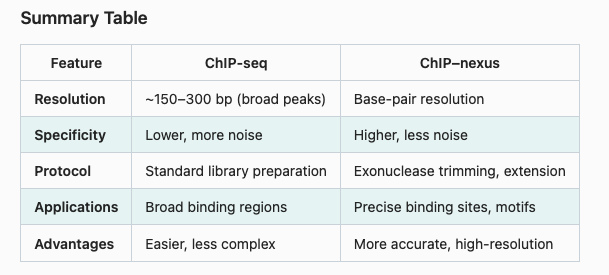 Summary Table
Feature ChIP-seq ChIP–nexus
Resolution ~150–300 bp (broad peaks) Base-pair resolution
Specificity Lower, more noise Higher, less noise
Protocol Standard library preparation Exonuclease trimming, extension
Applications Broad binding regions Precise binding sites, motifs
Advantages Easier, less complex More accurate, high-resolution